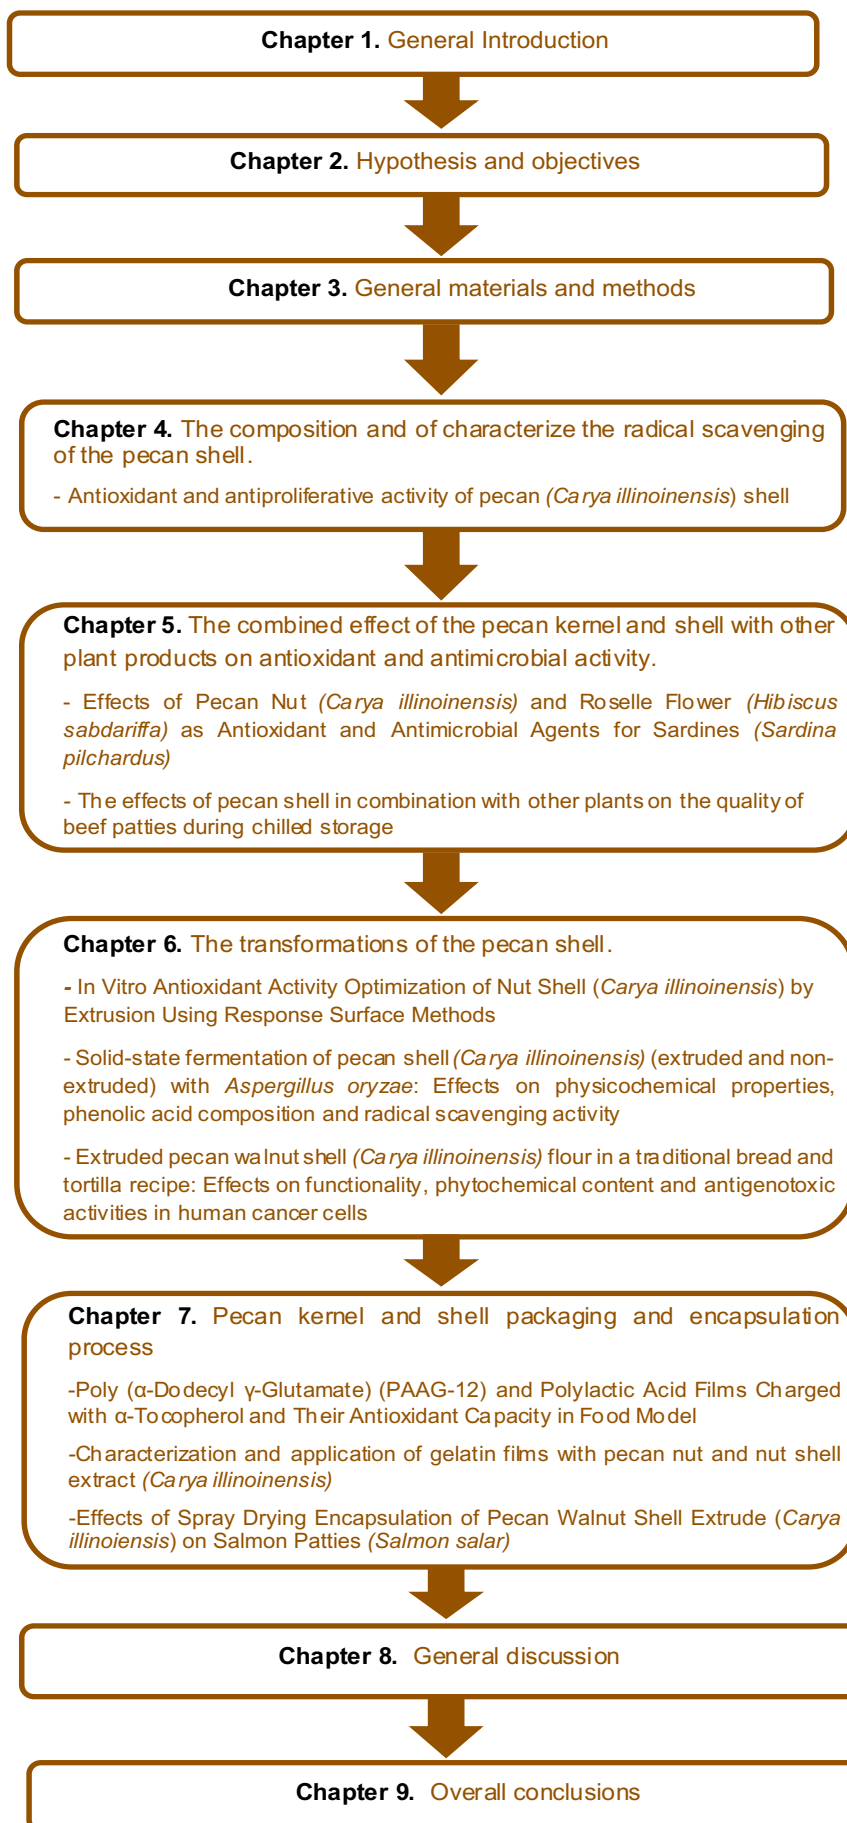 Chapter 1. General Introduction
Chapter 2. Hypothesis and objectives
Chapter 3. General materials and methods
Chapter 4. The composition and of characterize the radical scavenging
of the pecan shell.
- Antioxidant and antiproliferative activity of pecan (Carya illinoinensis) shell
Chapter 5. The combined effect of the pecan kernel and shell with other
plant products on antioxidant and antimicrobial activity.
- Effects of Pecan Nut (Carya illinoinensis) and Roselle Flower (Hibiscus
sabdariffa) as Antioxidant and Antimicrobial Agents for Sardines (Sardina
pilchardus)
- The effects of pecan shell in combination with other plants on the quality of
beef patties during chilled storage
Chapter 6. The transformations of the pecan shell.
- In Vitro Antioxidant Activity Optimization of Nut Shell (Carya illinoinensis) by
Extrusion Using Response Surface Methods
- Solid-state fermentation of pecan shell (Carya illinoinensis) (extruded and non-
extruded) with Aspergillus oryzae: Effects on physicochemical properties,
phenolic acid composition and radical scavenging activity
- Extruded pecan walnut shell (Carya illinoinensis) flour in a traditional bread and
tortilla recipe: Effects on functionality, phytochemical content and antigenotoxic
activities in human cancer cells
Chapter 7. Pecan kernel and shell packaging and encapsulation
process
-Poly (α-Dodecyl γ-Glutamate) (PAAG-12) and Polylactic Acid Films Charged
with α-Tocopherol and Their Antioxidant Capacity in Food Model
-Characterization and application of gelatin films with pecan nut and nut shell
extract (Carya illinoinensis)
-Effects of Spray Drying Encapsulation of Pecan Walnut Shell Extrude (Carya
illinoiensis) on Salmon Patties (Salmon salar)
Chapter 8. General discussion
Chapter 9. Overall conclusions